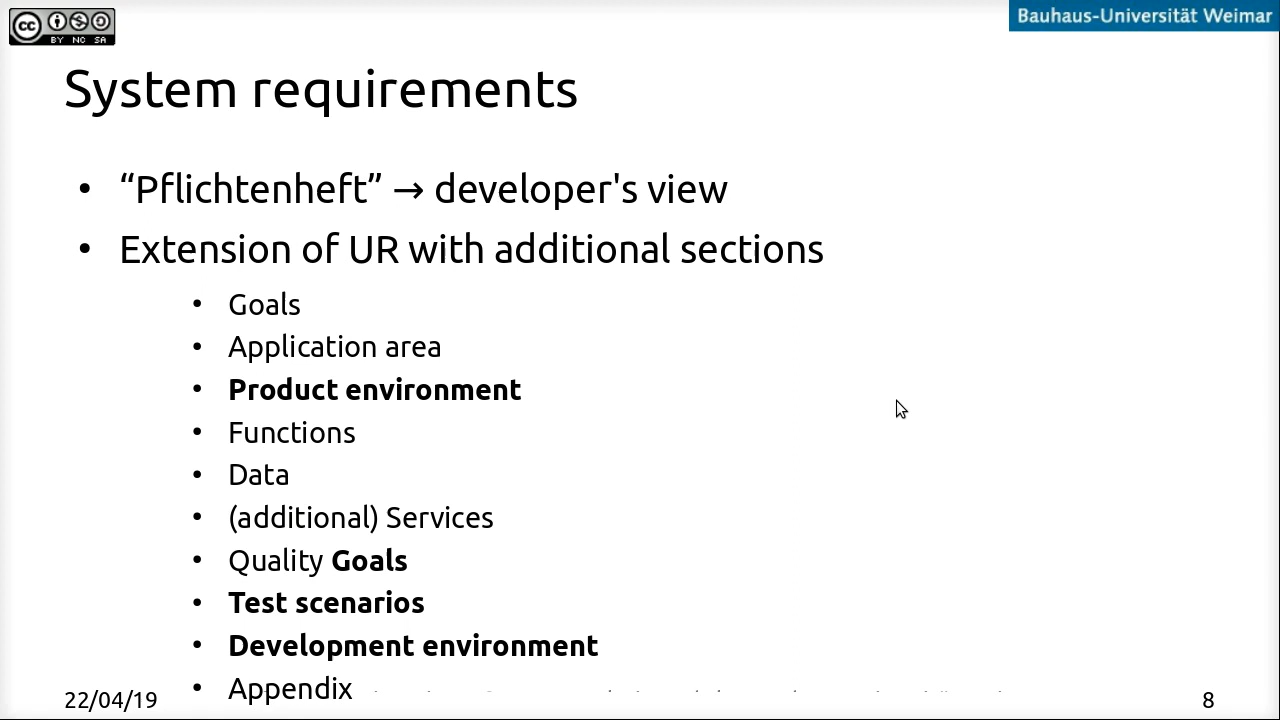 cc BY NC SA
Bauhaus-Universität Weimar
System requirements
• “Pflichtenheft” → developer's view
• Extension of UR with additional sections
• Goals
• Application area
• Product environment
• Functions
• Data
• (additional) Services
• Quality Goals
• Test scenarios
• Development environment
• Appendix
22/04/19
8